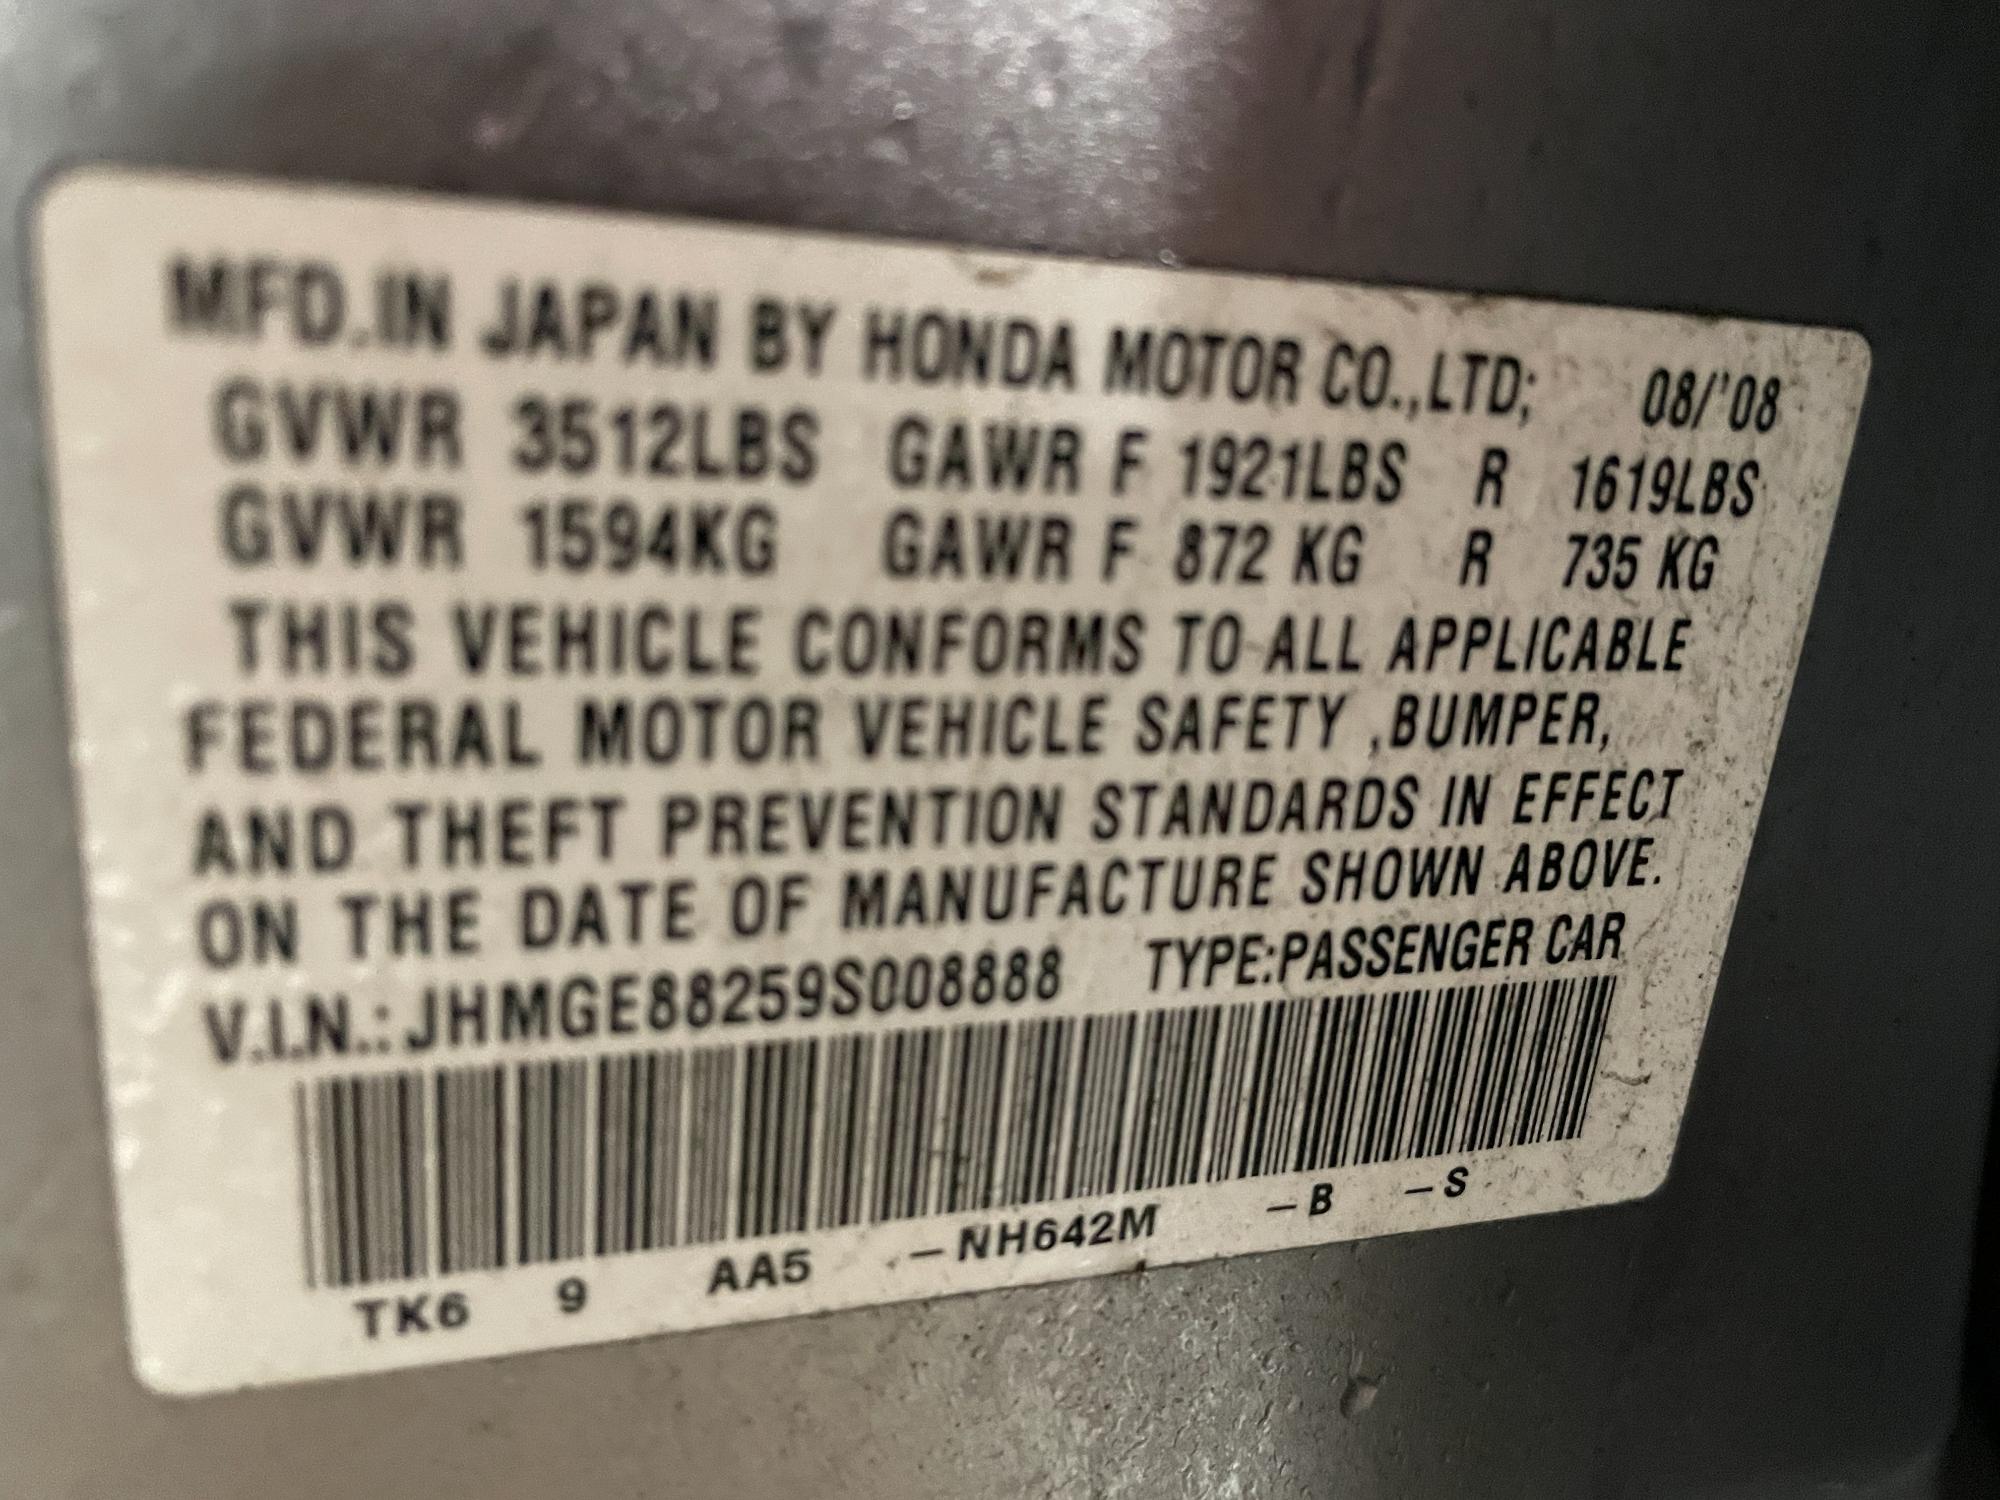 MFD.IN JAPAN BY HONDA MOTOR CO.,LTD; 08/'08
GVWR 3512LBS GAWR F 1921LBS R 1619LBS
GVWR 1594KG GAWR F 872 KG R 735 KG
THIS VEHICLE CONFORMS TO ALL APPLICABLE
FEDERAL MOTOR VEHICLE SAFETY ,BUMPER,
AND THEFT PREVENTION STANDARDS IN EFFECT
ON THE DATE OF MANUFACTURE SHOWN ABOVE.
V.I.N.: JHMGE88259S008888 TYPE:PASSENGER CAR
TK6 9 AA5 –NH642M –B –S